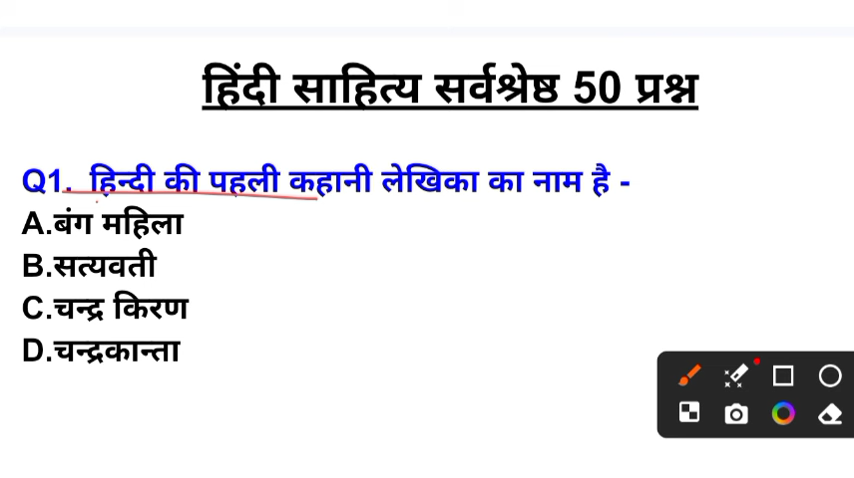 हिंदी साहित्य सर्वश्रेष्ठ 50 प्रश्न
Q1. हिन्दी की पहली कहानी लेखिका का नाम है -
A.बंग महिला
B.सत्यवती
C.चन्द्र किरण
D.चन्द्रकान्ता